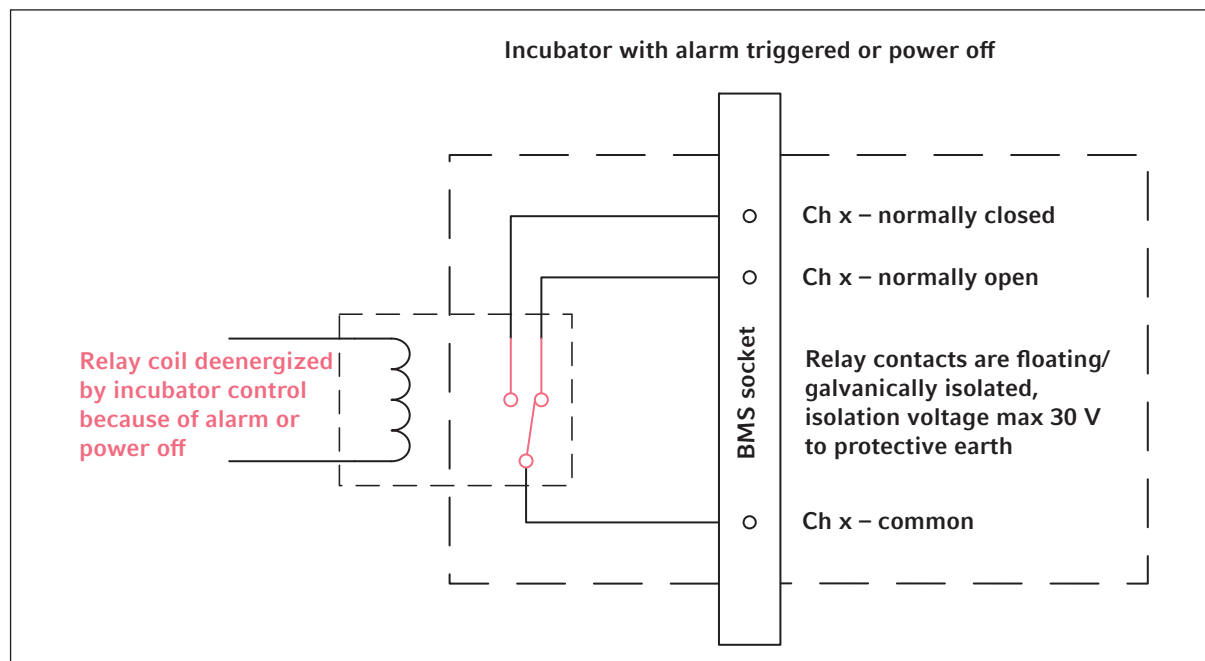 Incubator with alarm triggered or power off
Ch x – normally closed
Ch x – normally open
Relay coil deenergized
by incubator control
because of alarm or
power off
BMS socket
Relay contacts are floating/
galvanically isolated,
isolation voltage max 30 V
to protective earth
Ch x – common